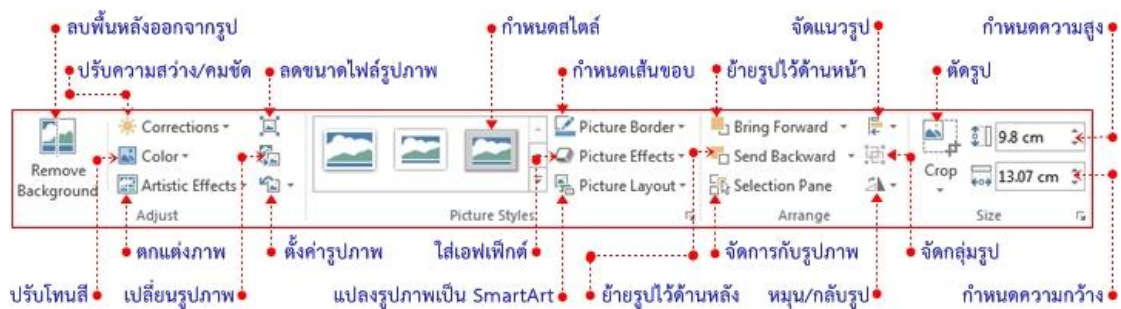 ลบพื้นหลังออกจากรูป กำหนดสไตล์ จัดแนวรูป กำหนดความสูง
ปรับความสว่าง/คมชัด ลดขนาดไฟล์รูปภาพ กำหนดเส้นขอบ ย้ายรูปไว้ด้านหน้า ตัดรูป
Corrections Picture Border Bring Forward 9.8 cm
Color Picture Effects Send Backward
Remove Background Artistic Effects Picture Layout Selection Pane Crop 13.07 cm
Adjust Picture Styles Arrange Size
ตกแต่งภาพ ตั้งค่ารูปภาพ ใส่เอฟเฟ็กต์ จัดการกับรูปภาพ จัดกลุ่มรูป
ปรับโทนสี เปลี่ยนรูปภาพ แปลงรูปภาพเป็น SmartArt ย้ายรูปไว้ด้านหลัง หมุน/กลับรูป กำหนดความกว้าง